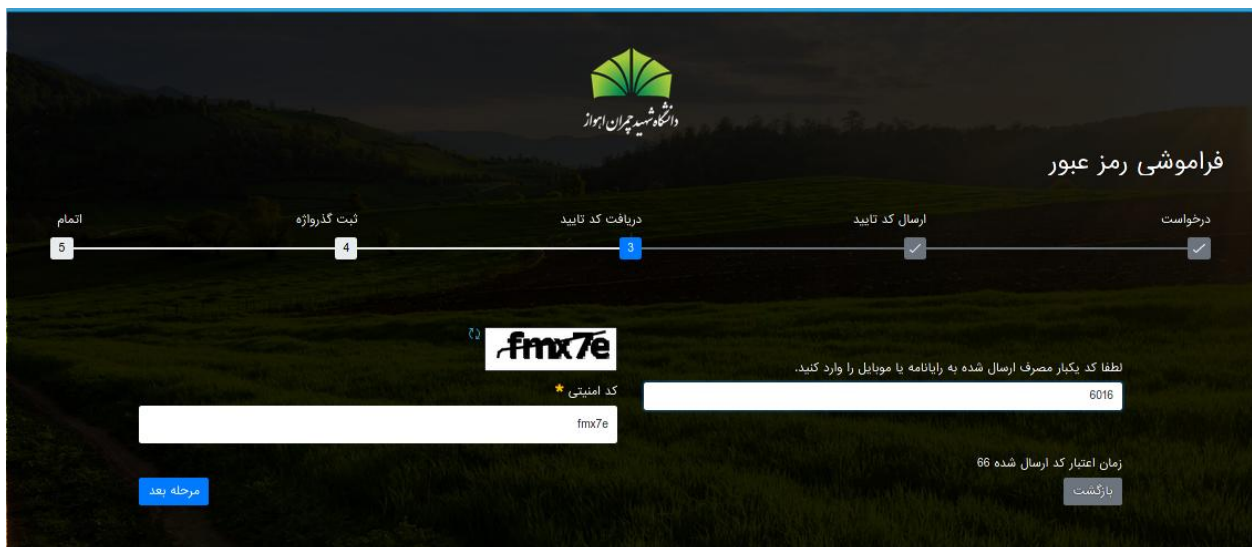 دانشگاه شهید چمران اهواز
فراموشی رمز عبور
درخواست
ارسال کد تایید
دریافت کد تایید
ثبت گذرواژه
اتمام
3
4
5
fmx7e
لطفا کد یکبار مصرف ارسال شده به رایانامه یا موبایل را وارد کنید.
6016
کد امنیتی *
fmx7e
زمان اعتبار کد ارسال شده 66
بازگشت
مرحله بعد